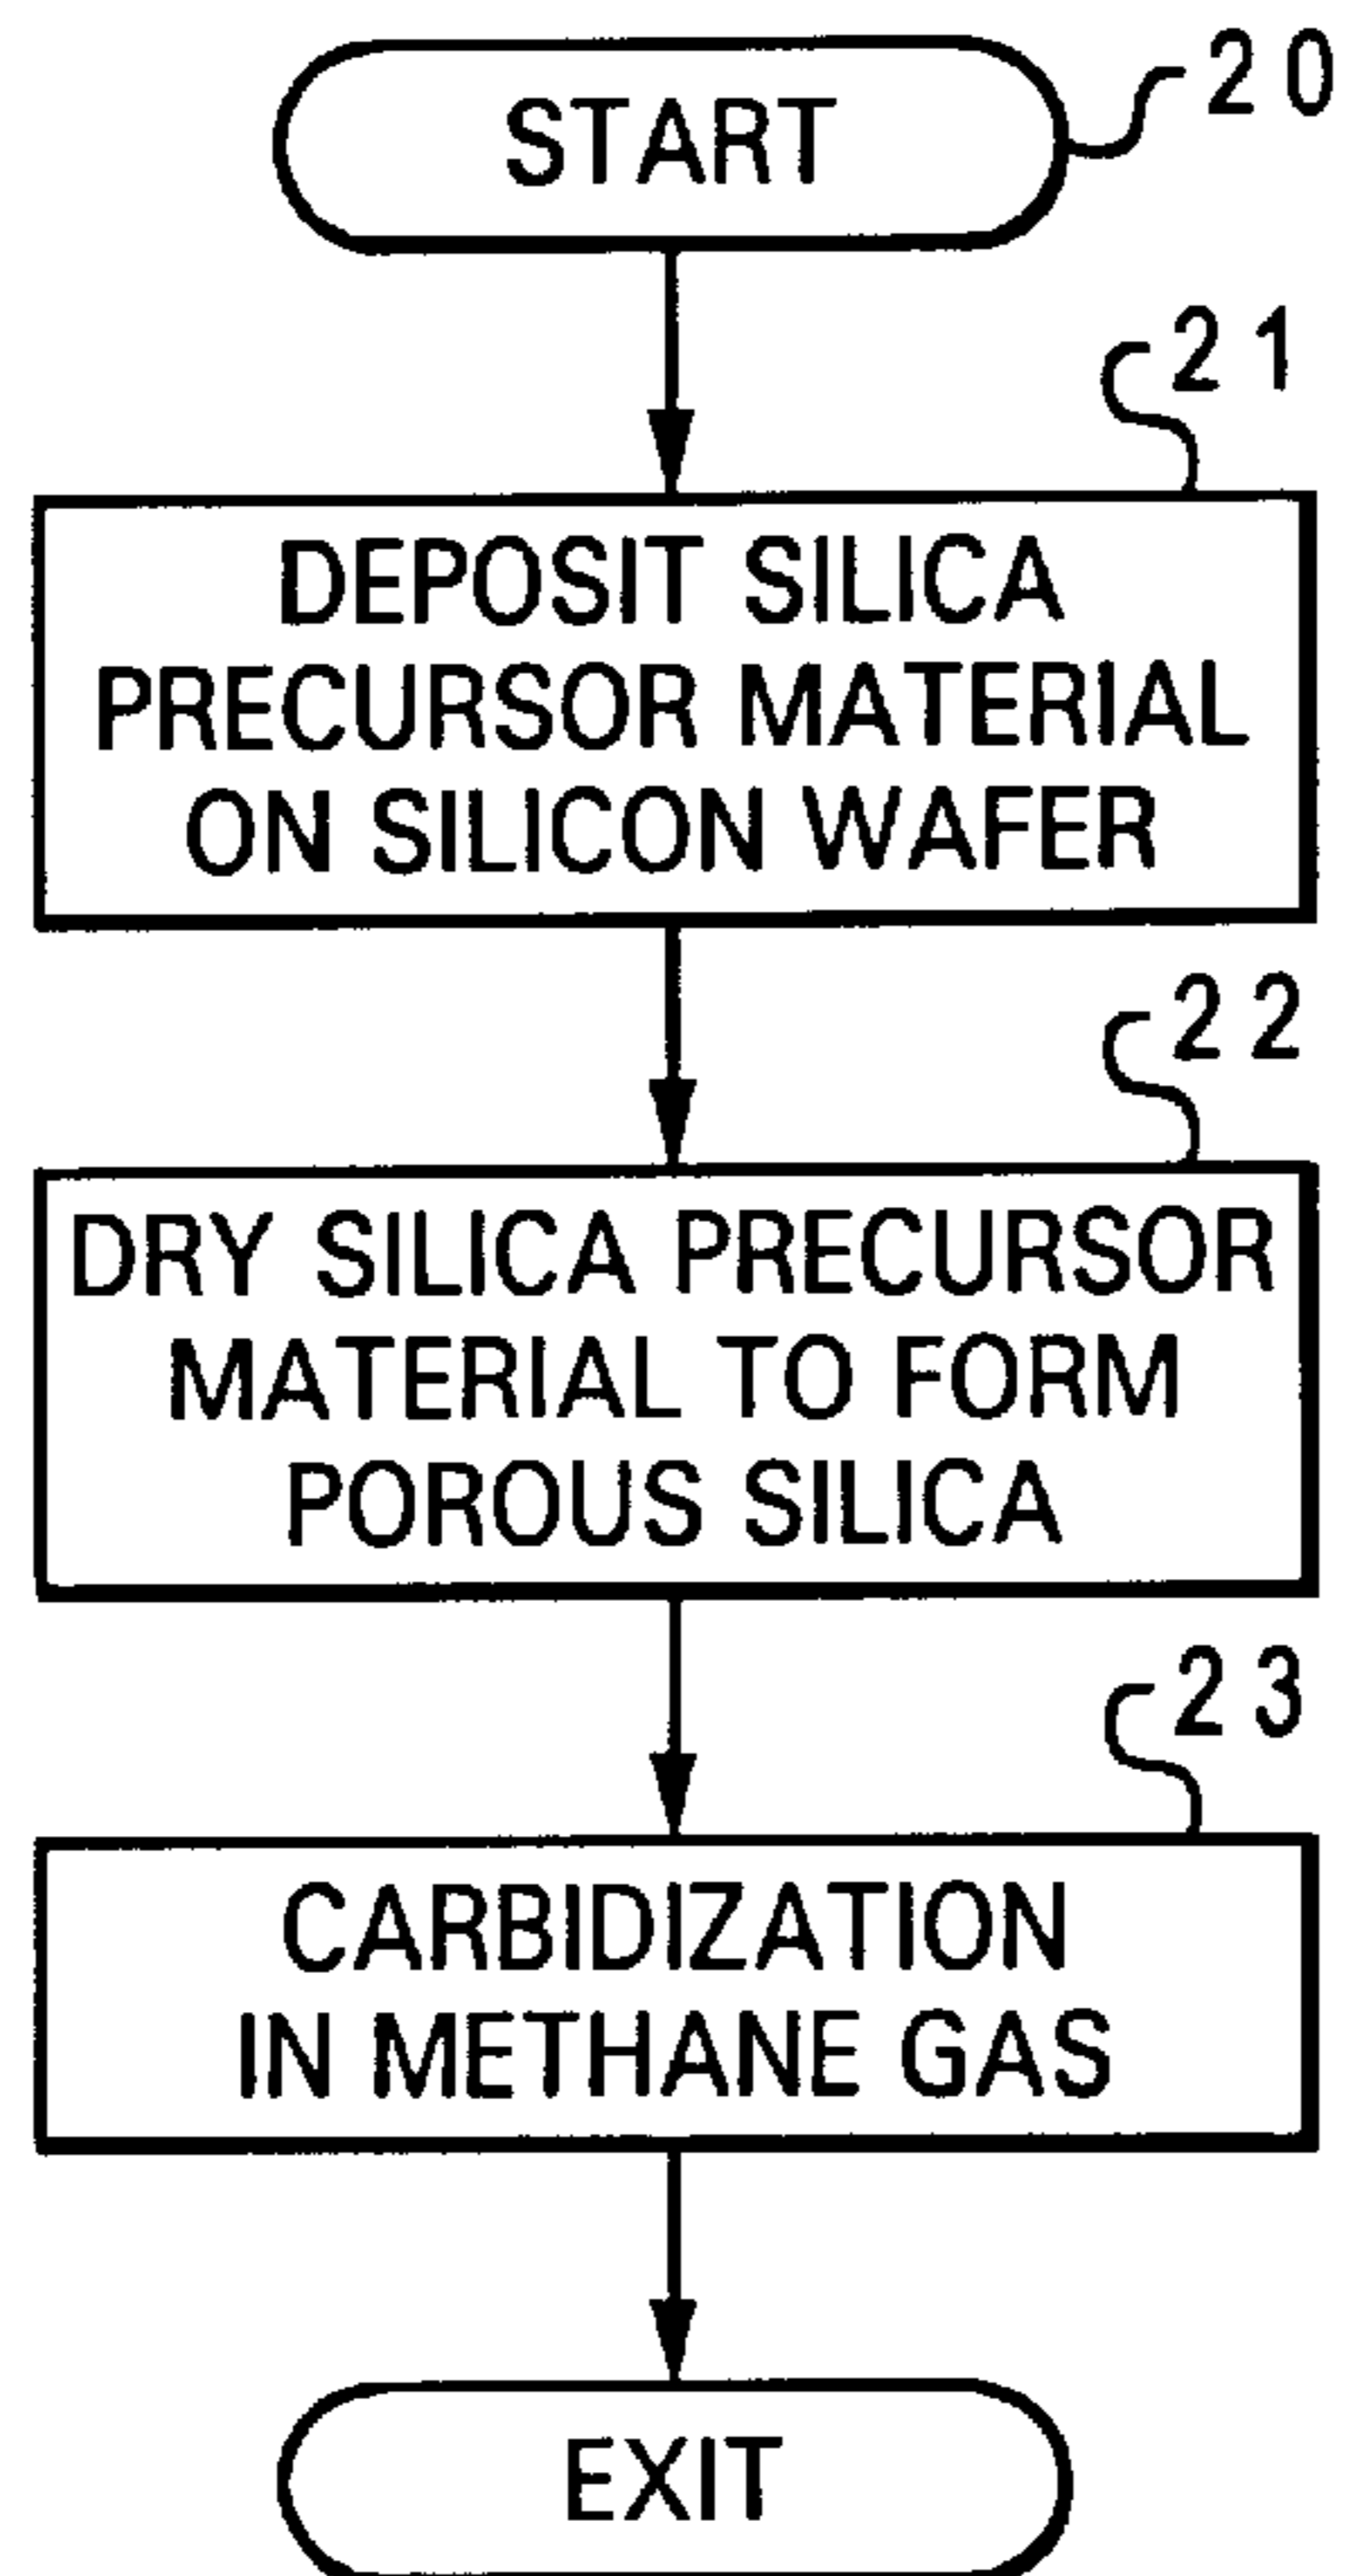 START
20
21
DEPOSIT SILICA
PRECURSOR MATERIAL
ON SILICON WAFER
22
DRY SILICA PRECURSOR
MATERIAL TO FORM
POROUS SILICA
23
CARBIDIZATION
IN METHANE GAS
EXIT